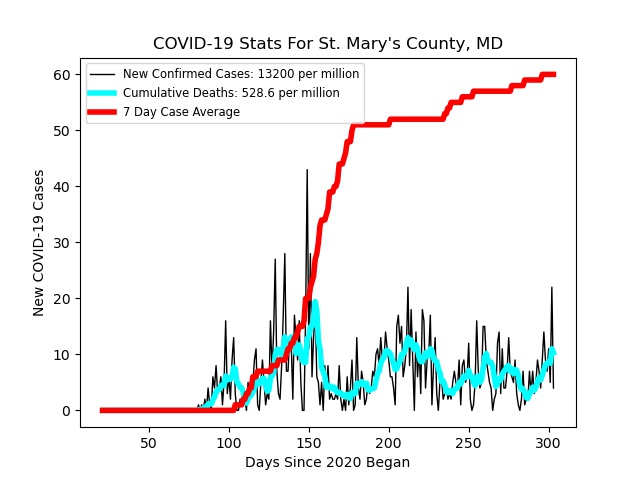 COVID-19 Stats For St. Mary's County, MD
New Confirmed Cases: 13200 per million
Cumulative Deaths: 528.6 per million
7 Day Case Average
New COVID-19 Cases
60
50
40
30
20
10
0
50 100 150 200 250 300
Days Since 2020 Began